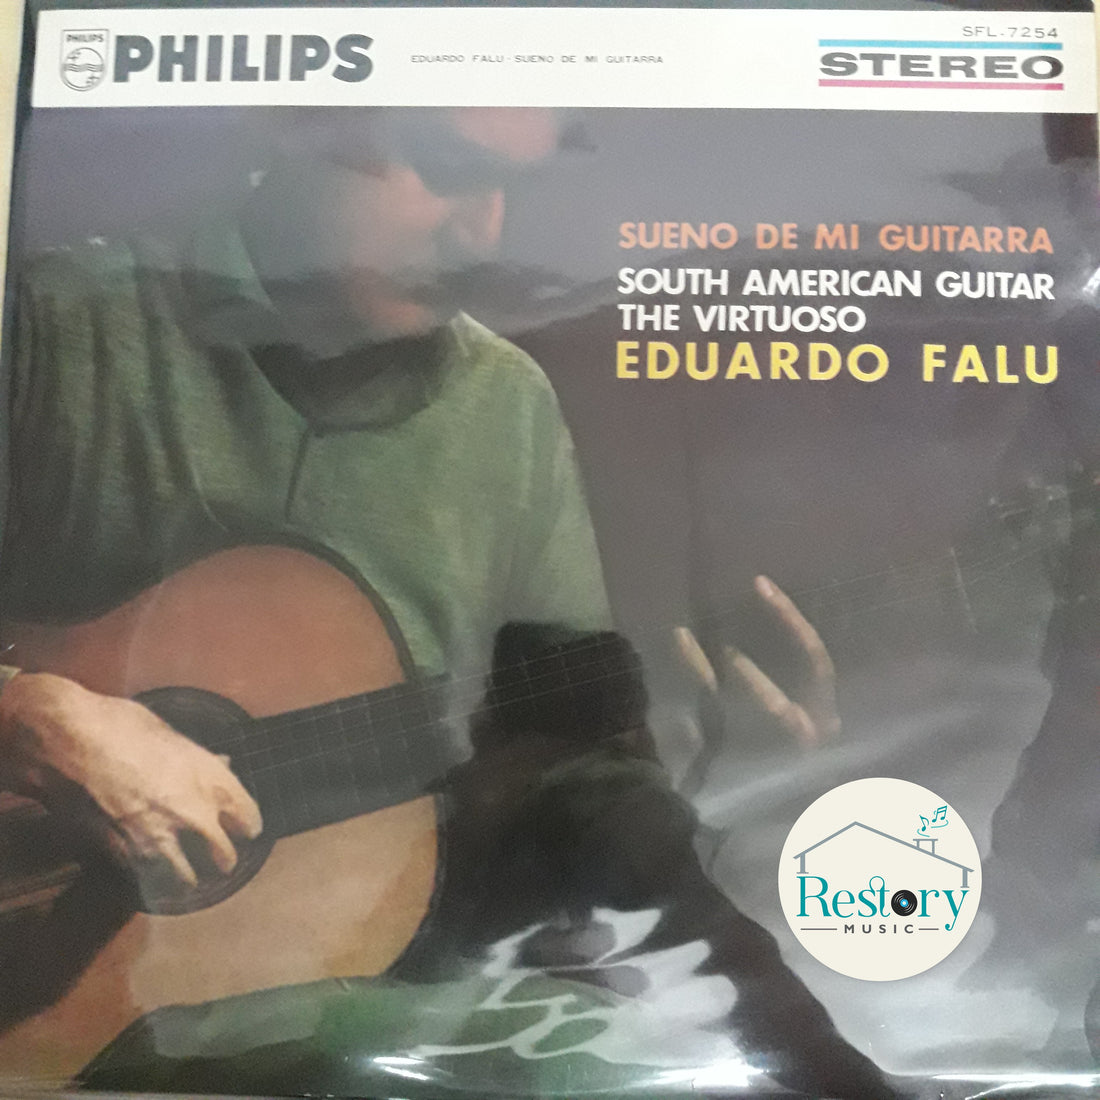 SFL-7254
PHILIPS
PHILIPS
EDUARDO FALU - SUENO DE MI GUITARRA
STEREO
SUENO DE MI GUITARRA
SOUTH AMERICAN GUITAR
THE VIRTUOSO
EDUARDO FALU
Restory
MUSIC